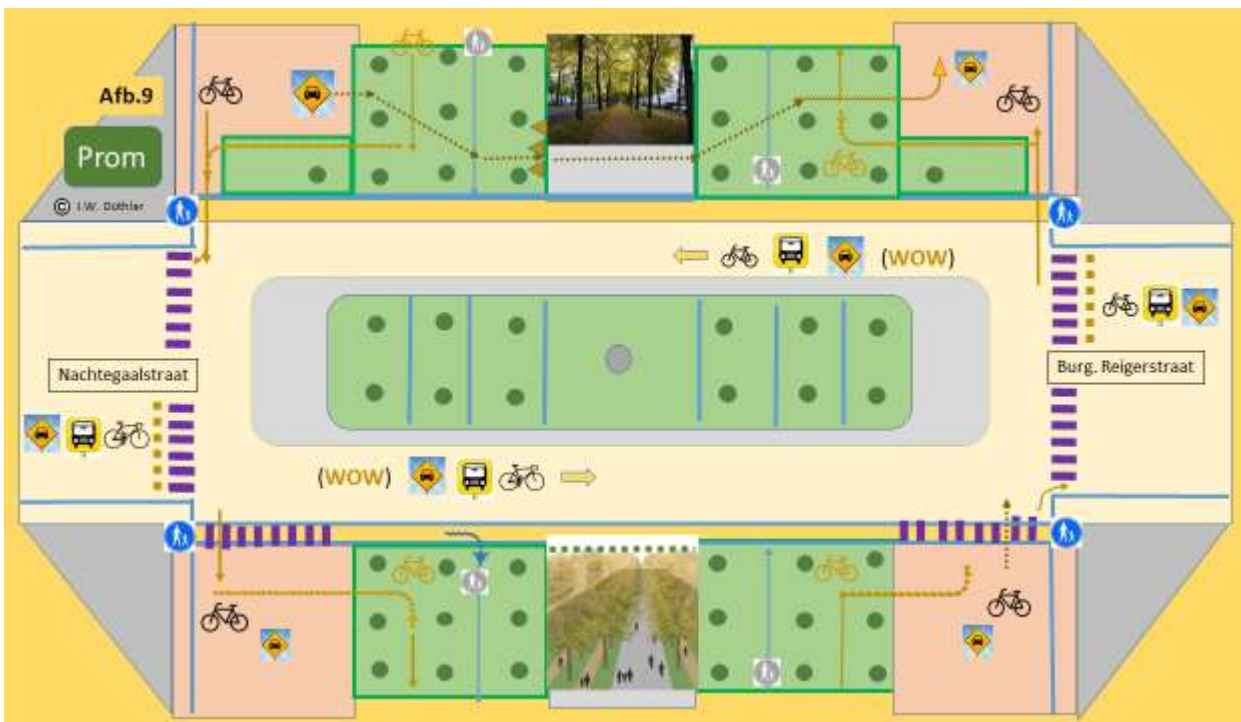 Afb.9
Prom
© J.W. Düthler
(WOW)
Nachtegaalstraat
Burg. Reigerstraat
(WOW)